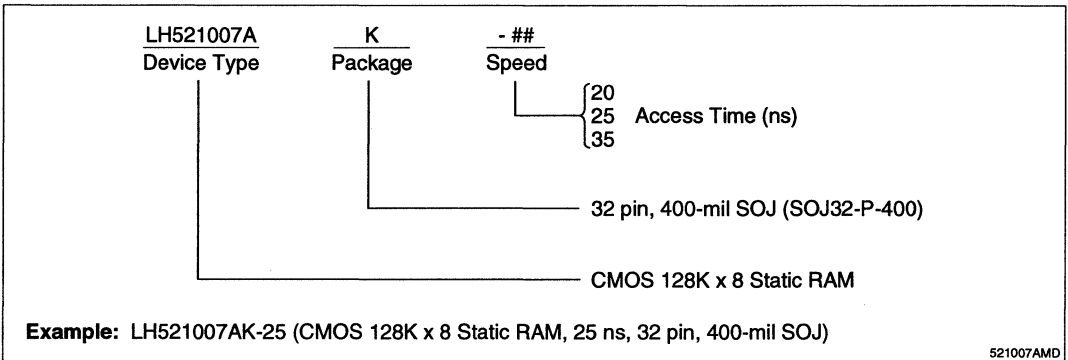 LH521007A K - ##
Device Type Package Speed
20
25 Access Time (ns)
35
32 pin, 400-mil SOJ (SOJ32-P-400)
CMOS 128K x 8 Static RAM
Example: LH521007AK-25 (CMOS 128K x 8 Static RAM, 25 ns, 32 pin, 400-mil SOJ)
521007AMD